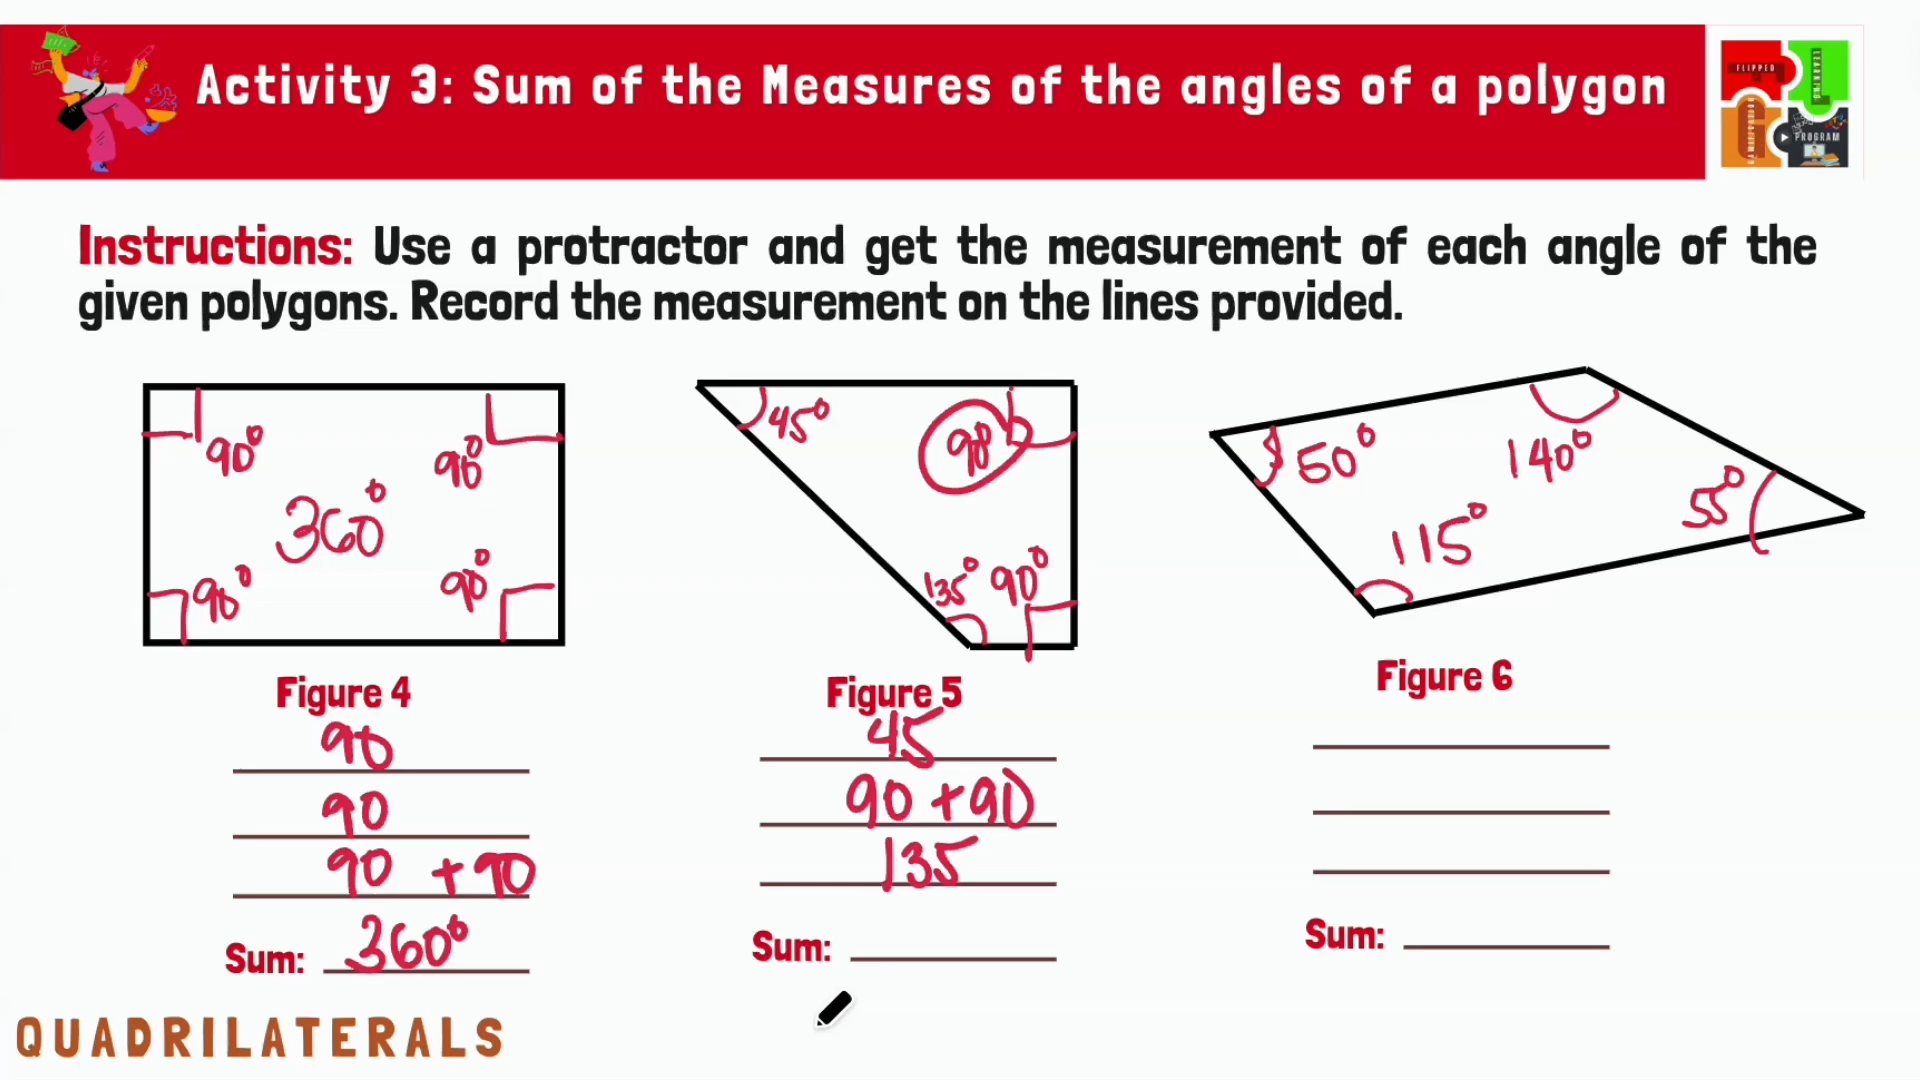 Activity 3: Sum of the Measures of the angles of a polygon
FLIPPED
PROGRAM
Instructions: Use a protractor and get the measurement of each angle of the
given polygons. Record the measurement on the lines provided.
90°
90°
360°
90°
90°
45°
90°
135°
90°
50°
140°
115°
55°
Figure 4
90
90
90 + 90
Sum: 360°
Figure 5
45
90 + 90
135
Sum:
Figure 6
Sum:
QUADRILATERALS